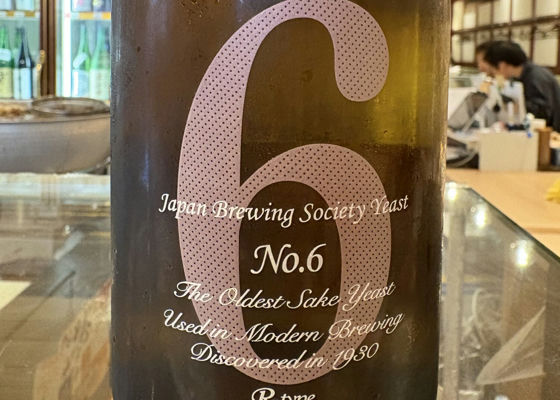 6
Japan Brewing Society Yeast
No.6
The Oldest Sake Yeast
Used in Modern Brewing
Discovered in 1930
R-type